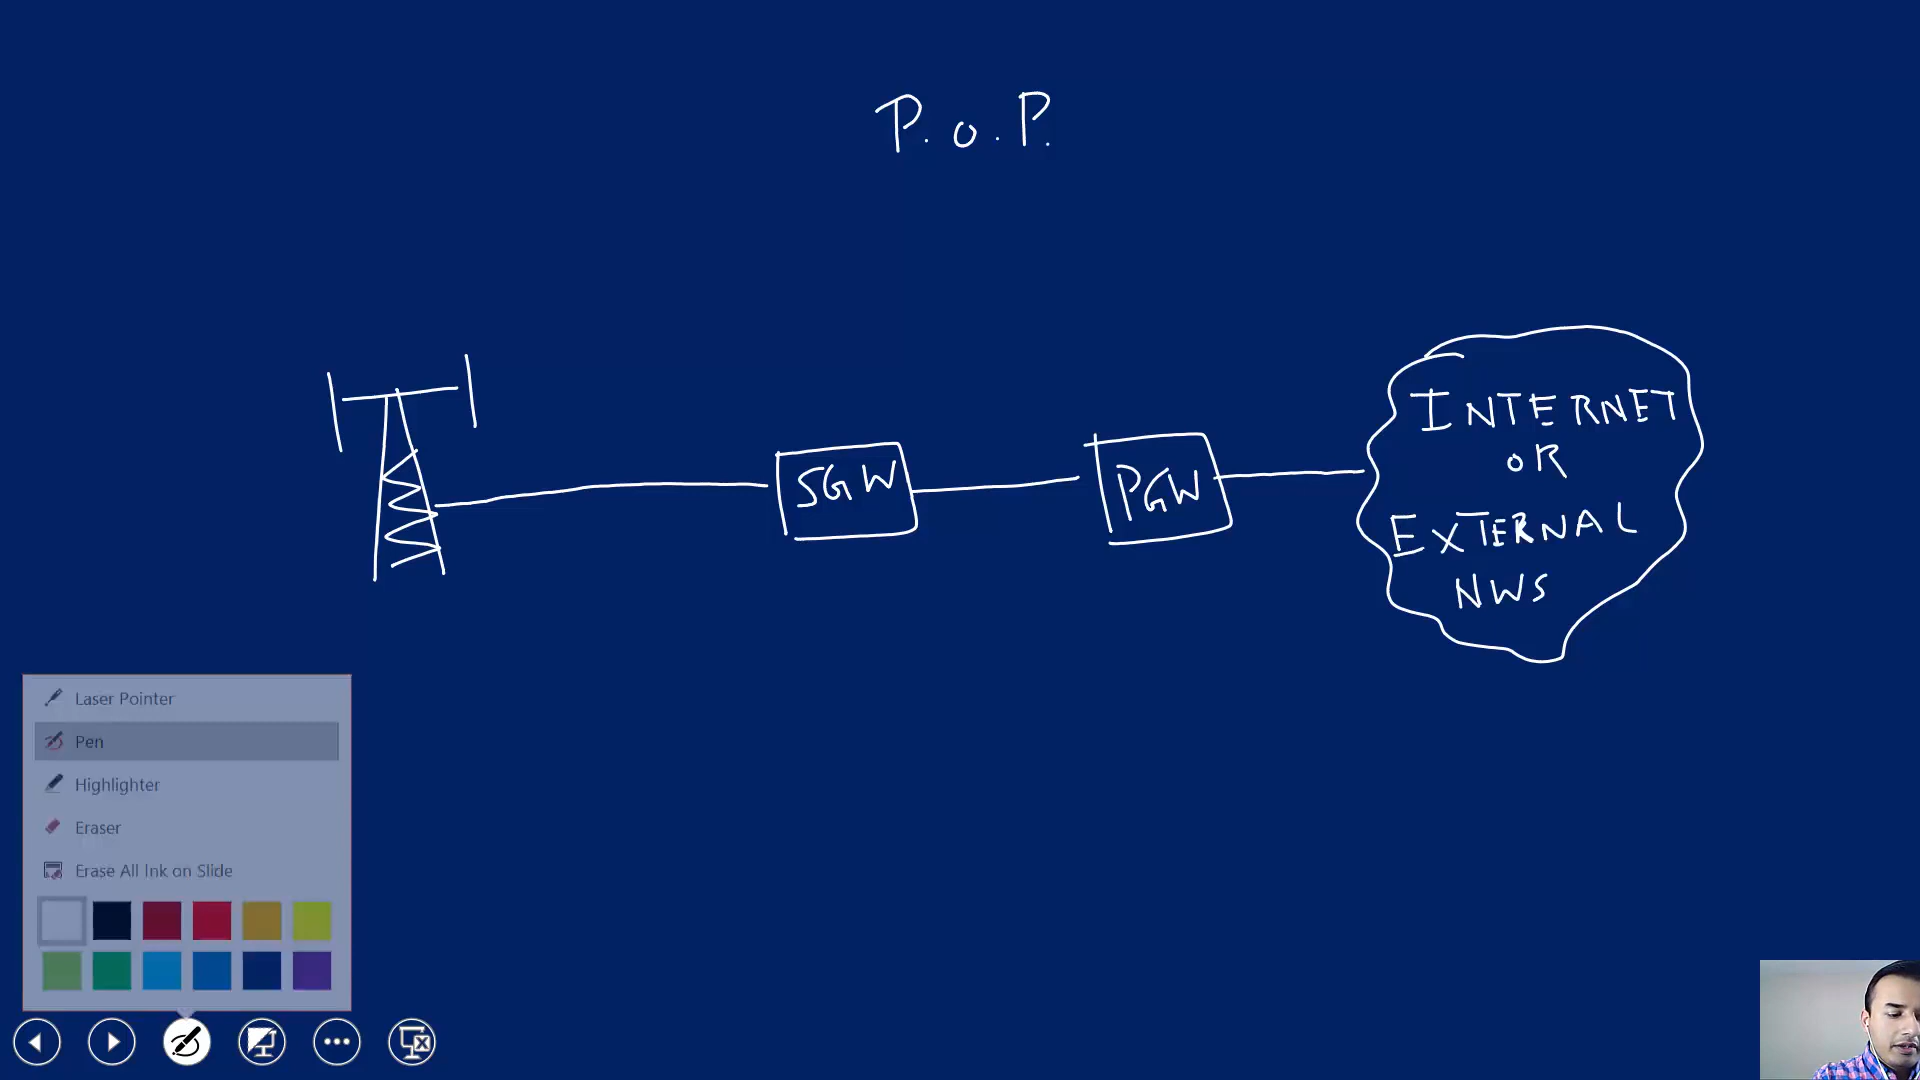 P.o.P.
SGW
PGW
INTERNET
OR
EXTERNAL
NWS
Laser Pointer
Pen
Highlighter
Eraser
Erase All Ink on Slide